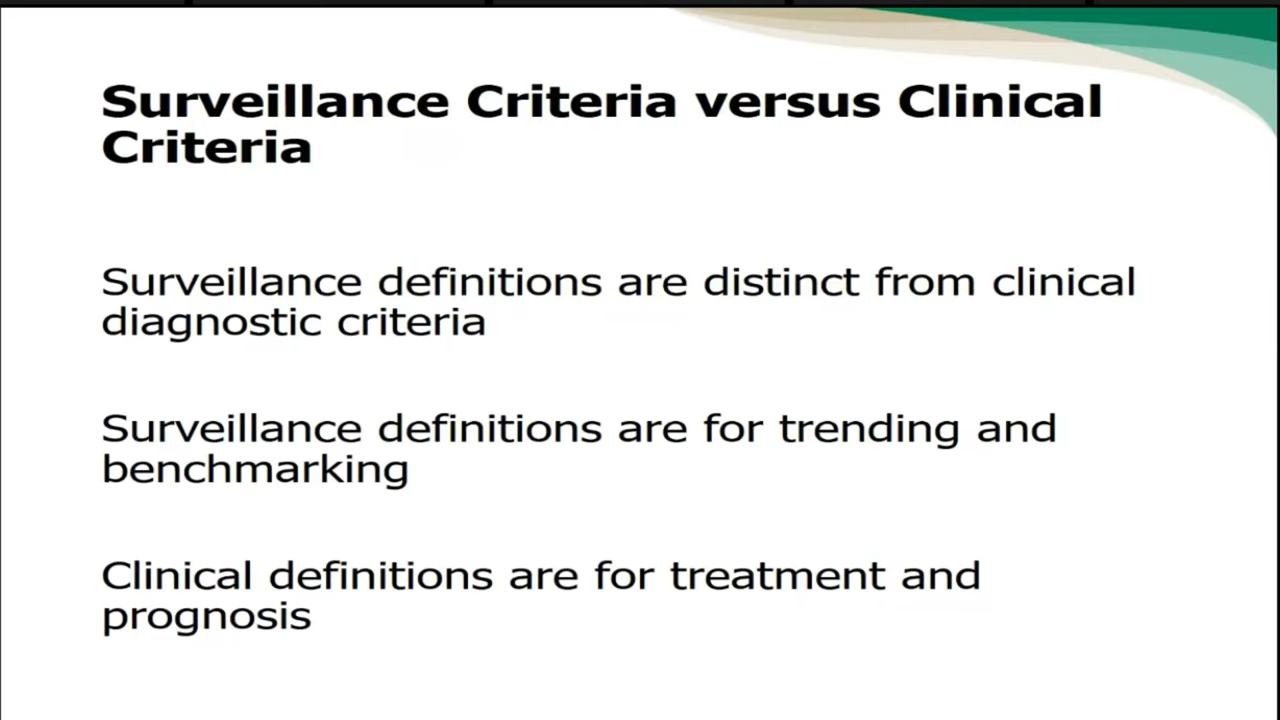 Surveillance Criteria versus Clinical
Criteria
Surveillance definitions are distinct from clinical
diagnostic criteria
Surveillance definitions are for trending and
benchmarking
Clinical definitions are for treatment and
prognosis